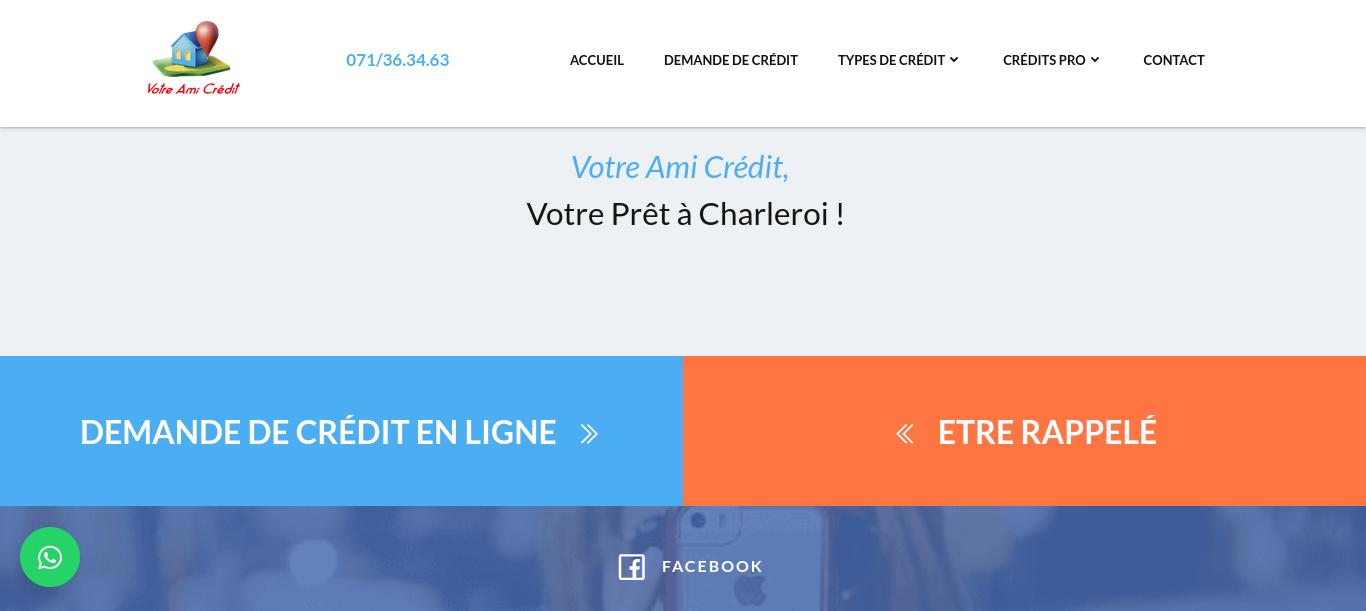 Votre Ami Crédit
071/36.34.63
ACCUEIL
DEMANDE DE CRÉDIT
TYPES DE CRÉDIT
CRÉDITS PRO
CONTACT
Votre Ami Crédit,
Votre Prêt à Charleroi !
DEMANDE DE CRÉDIT EN LIGNE
ETRE RAPPELÉ
FACEBOOK